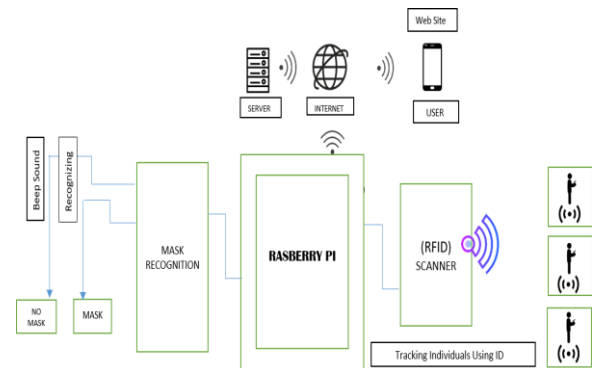 Web Site
SERVER
INTERNET
USER
Beep Sound
Recognizing
MASK
RECOGNITION
RASBERRY PI
(RFID)
SCANNER
NO
MASK
MASK
Tracking Individuals Using ID